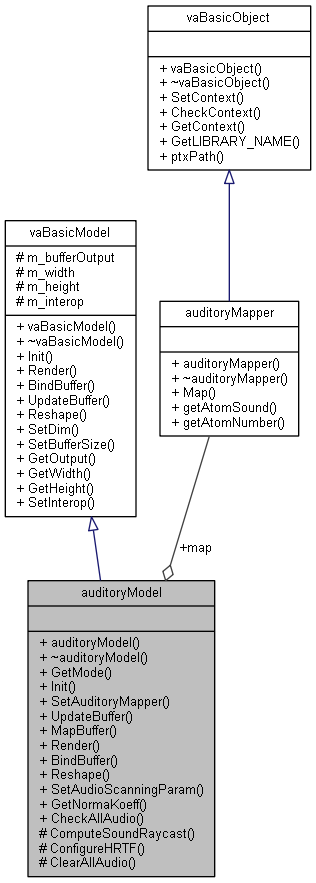 vaBasicObject
+ vaBasicObject()
+ ~vaBasicObject()
+ SetContext()
+ CheckContext()
+ GetContext()
+ GetLIBRARY_NAME()
+ ptxPath()
vaBasicModel
# m_bufferOutput
# m_width
# m_height
# m_interop
+ vaBasicModel()
+ ~vaBasicModel()
+ Init()
+ Render()
+ BindBuffer()
+ UpdateBuffer()
+ Reshape()
+ SetDim()
+ SetBufferSize()
+ GetOutput()
+ GetWidth()
+ GetHeight()
+ SetInterop()
auditoryMapper
+ auditoryMapper()
+ ~auditoryMapper()
+ Map()
+ getAtomSound()
+ getAtomNumber()
+map
auditoryModel
+ auditoryModel()
+ ~auditoryModel()
+ GetMode()
+ Init()
+ SetAuditoryMapper()
+ UpdateBuffer()
+ MapBuffer()
+ Render()
+ BindBuffer()
+ Reshape()
+ SetAudioScanningParam()
+ GetNormaKoeff()
+ CheckAllAudio()
# ComputeSoundRaycast()
# ConfigureHRTF()
# ClearAllAudio()